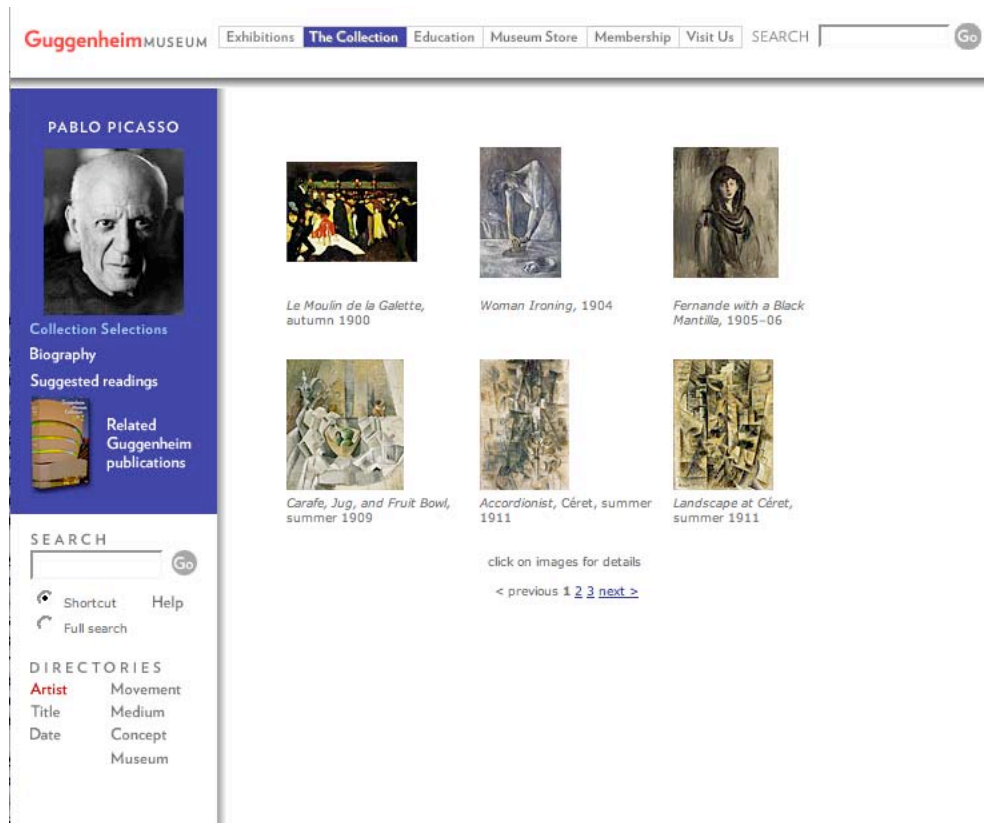 GuggenheimMUSEUM
Exhibitions The Collection Education Museum Store Membership Visit Us SEARCH Go
PABLO PICASSO
Collection Selections
Biography
Suggested readings
Related
Guggenheim
publications
SEARCH
Go
Shortcut Help
Full search
DIRECTORIES
Artist Movement
Title Medium
Date Concept
Museum
Le Moulin de la Galette,
autumn 1900
Woman Ironing, 1904
Fernande with a Black
Mantilla, 1905–06
Carafe, Jug, and Fruit Bowl,
summer 1909
Accordionist, Céret, summer
1911
Landscape at Céret,
summer 1911
click on images for details
< previous 1 2 3 next >